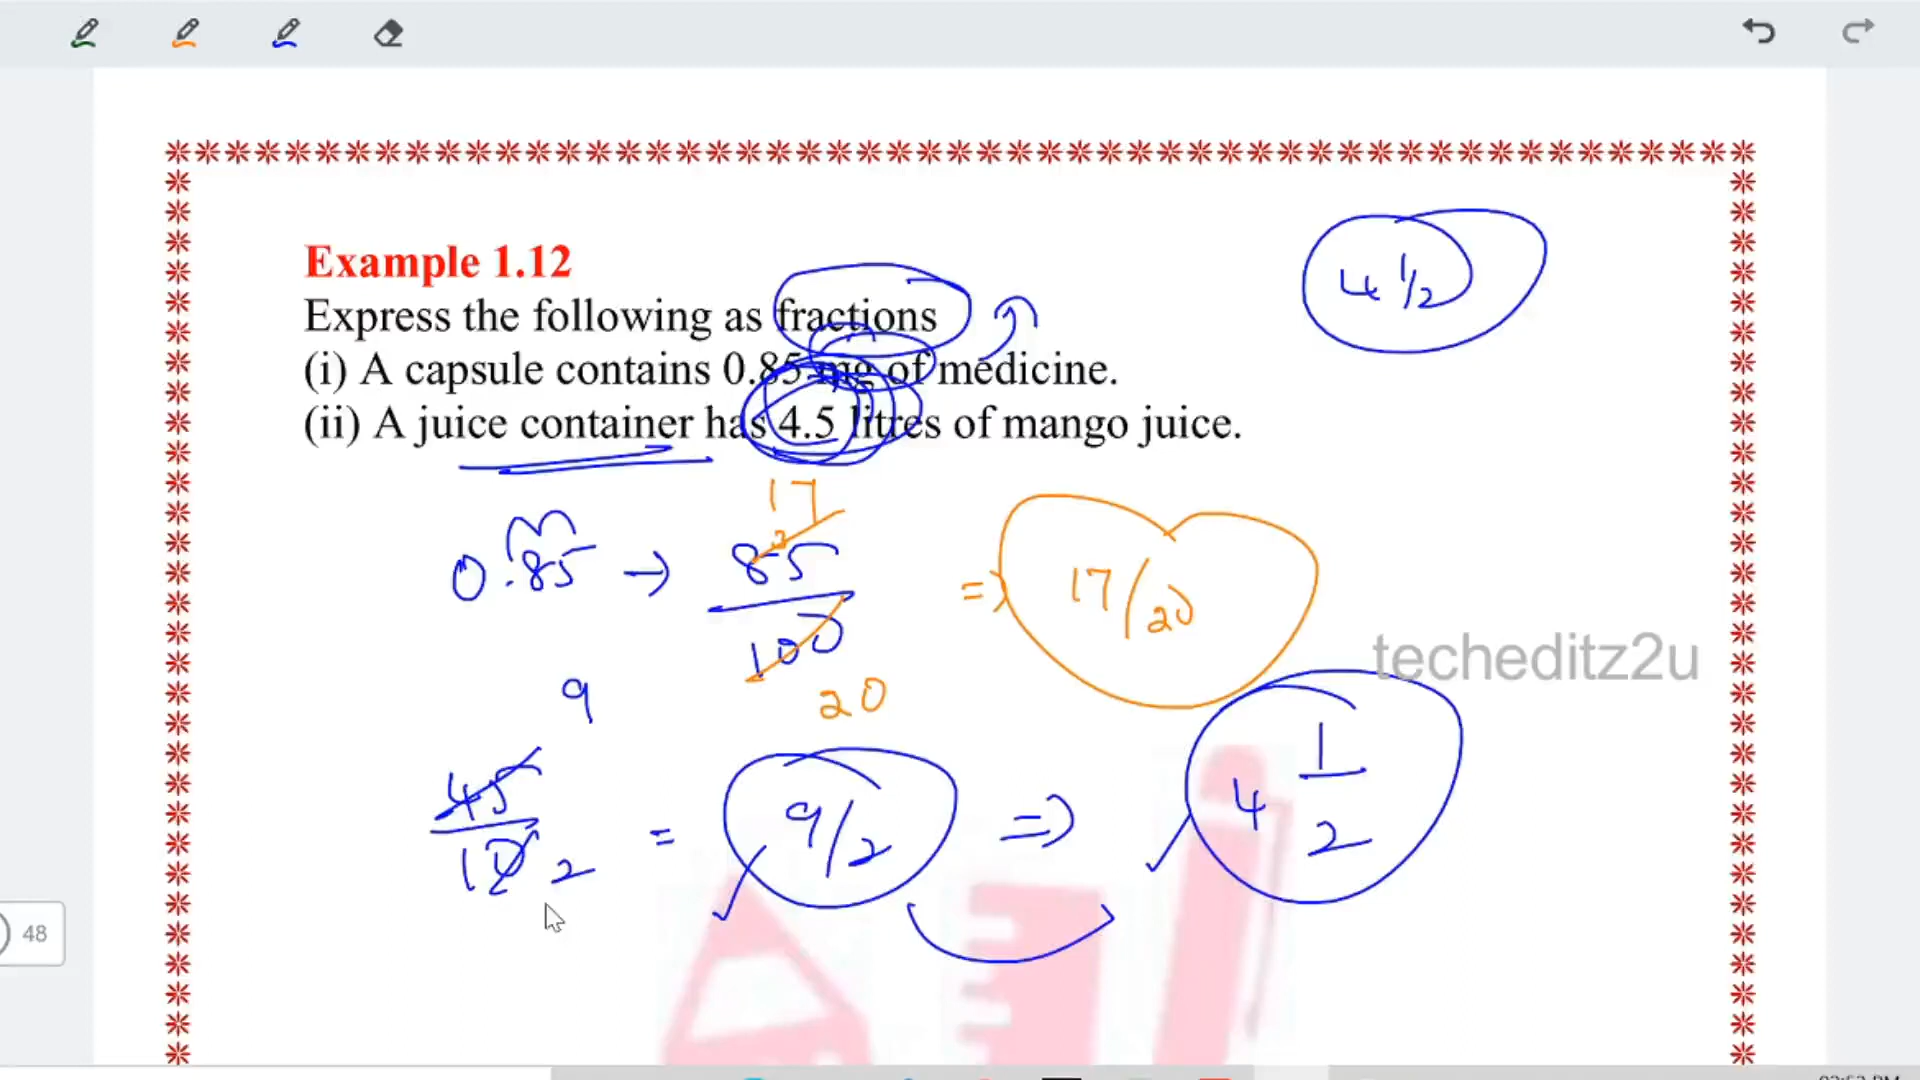 Example 1.12
4 1/2
Express the following as fractions
(i) A capsule contains 0.85 mg of medicine.
(ii) A juice container has 4.5 litres of mango juice.
17
0.85 → 85/100 => 17/20
20
techeditz2u
9
45/10 = 9/2 => 4 1/2
2
48